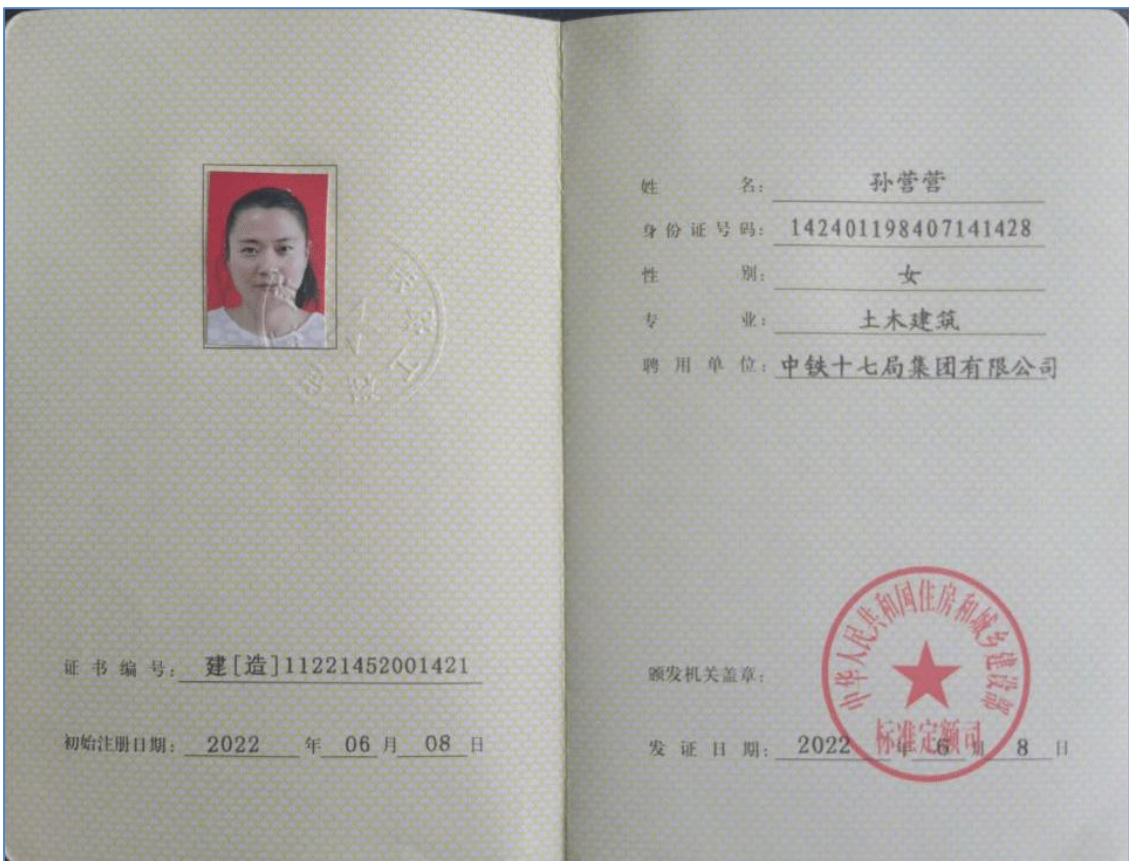 证书编号：建[造]11221452001421
初始注册日期：2022 年 06 月 08 日
姓名：孙营营
身份证号码：142401198407141428
性别：女
专业：土木建筑
聘用单位：中铁十七局集团有限公司
颁发机关盖章：
中华人民共和国住房和城乡建设部
标准定额司
发证日期：2022 年 6 月 8 日